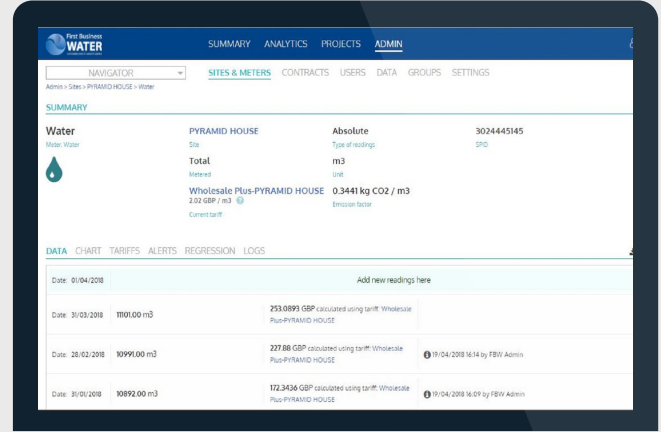 First Business
WATER
SUMMARY ANALYTICS PROJECTS ADMIN
NAVIGATOR
SITES & METERS CONTRACTS USERS DATA GROUPS SETTINGS
Admin > Sites > PYRAMID HOUSE > Water
SUMMARY
Water PYRAMID HOUSE Absolute 3024445145
Meter, Water Site Type of readings SPID
Total m3
Metered Unit
Wholesale Plus-PYRAMID HOUSE 0.3441 kg CO2 / m3
2.02 GBP / m3 Emission factor
Current tariff
DATA CHART TARIFFS ALERTS REGRESSION LOGS
Date: 01/04/2018 Add new readings here
Date: 31/03/2018 11101.00 m3 253.0893 GBP calculated using tariff: Wholesale
Plus-PYRAMID HOUSE
Date: 28/02/2018 10991.00 m3 227.88 GBP calculated using tariff: Wholesale
Plus-PYRAMID HOUSE 19/04/2018 16:14 by FBW Admin
Date: 31/01/2018 10892.00 m3 172.3436 GBP calculated using tariff: Wholesale
Plus-PYRAMID HOUSE 19/04/2018 16:09 by FBW Admin